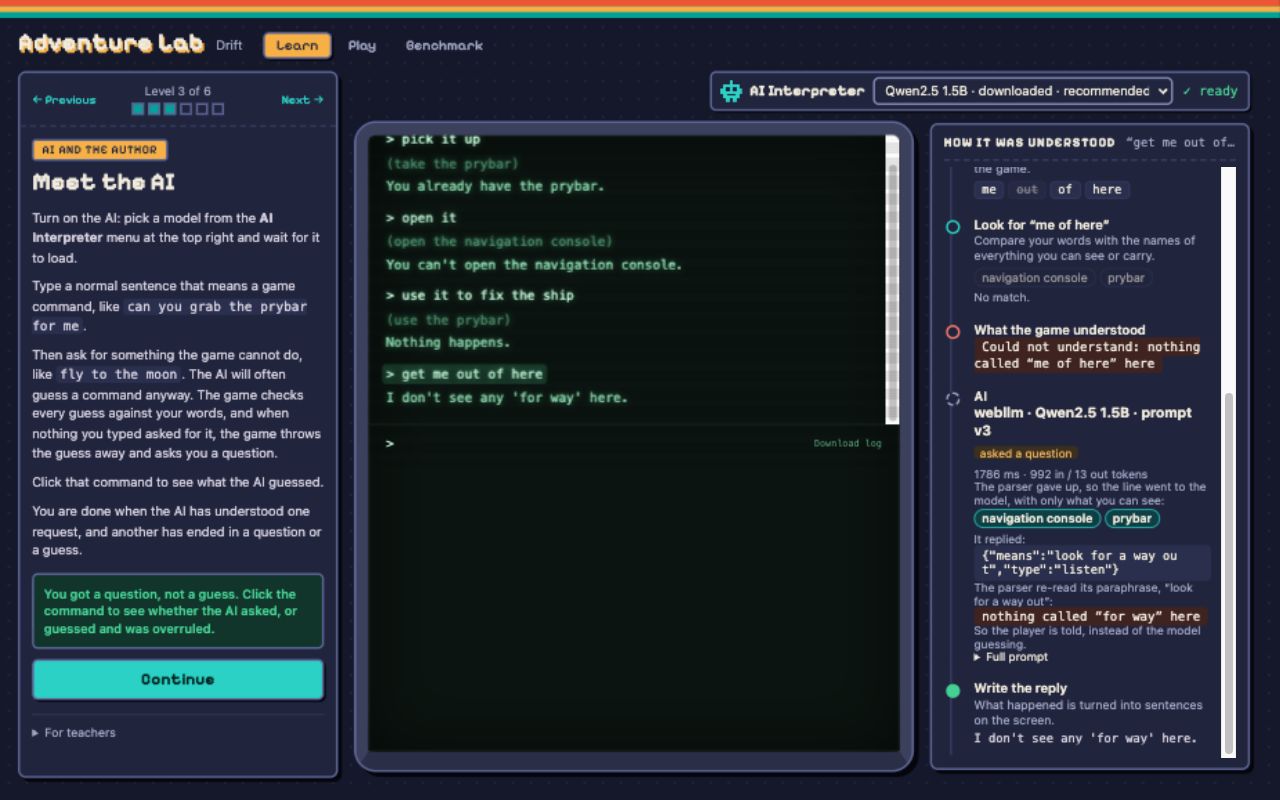 Adventure Lab Drift Learn Play Benchmark
← Previous Level 3 of 6 Next →
AI AND THE AUTHOR
Meet the AI
Turn on the AI: pick a model from the AI
Interpreter menu at the top right and wait for it
to load.
Type a normal sentence that means a game
command, like can you grab the prybar
for me .
Then ask for something the game cannot do,
like fly to the moon . The AI will often
guess a command anyway. The game checks
every guess against your words, and when
nothing you typed asked for it, the game throws
the guess away and asks you a question.
Click that command to see what the AI guessed.
You are done when the AI has understood one
request, and another has ended in a question or
a guess.
You got a question, not a guess. Click the
command to see whether the AI asked, or
guessed and was overruled.
Continue
▶ For teachers
AI Interpreter Qwen2.5 1.5B · downloaded · recommended ✓ ready
> pick it up
(take the prybar)
You already have the prybar.
> open it
(open the navigation console)
You can't open the navigation console.
> use it to fix the ship
(use the prybar)
Nothing happens.
> get me out of here
I don't see any 'for way' here.
>
Download log
HOW IT WAS UNDERSTOOD "get me out of…
the game.
me out of here
Look for "me of here"
Compare your words with the names of
everything you can see or carry.
navigation console prybar
No match.
What the game understood
Could not understand: nothing
called "me of here" here
AI
webllm · Qwen2.5 1.5B · prompt
v3
asked a question
1786 ms · 992 in / 13 out tokens
The parser gave up, so the line went to the
model, with only what you can see:
navigation console prybar
It replied:
{"means":"look for a way ou
t","type":"listen"}
The parser re-read its paraphrase, "look
for a way out":
nothing called "for way" here
So the player is told, instead of the model
guessing.
▶ Full prompt
Write the reply
What happened is turned into sentences
on the screen.
I don't see any 'for way' here.